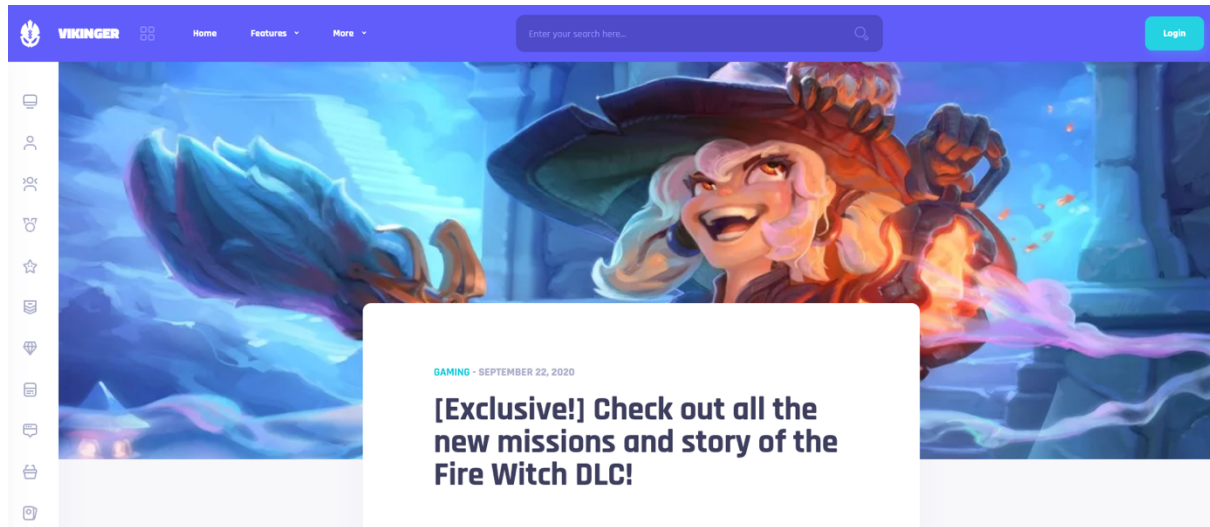 VIKINGER
Home
Features
More
Enter your search here...
Login
GAMING - SEPTEMBER 22, 2020
[Exclusive!] Check out all the
new missions and story of the
Fire Witch DLC!